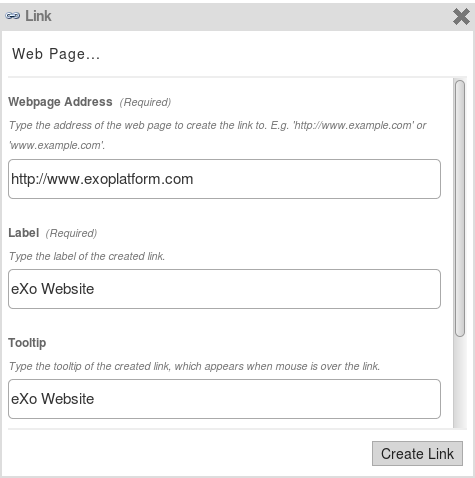 Link
Web Page...
Webpage Address (Required)
Type the address of the web page to create the link to. E.g. 'http://www.example.com' or
'www.example.com'.
http://www.exoplatform.com
Label (Required)
Type the label of the created link.
eXo Website
Tooltip
Type the tooltip of the created link, which appears when mouse is over the link.
eXo Website
Create Link